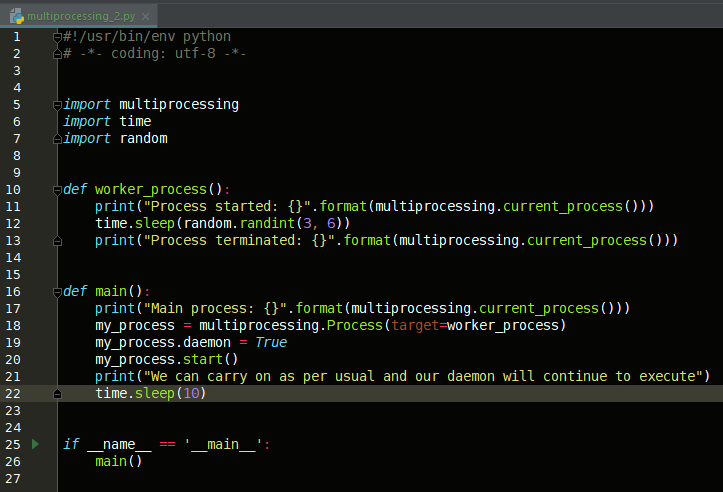 multiprocessing_2.py
1 #!/usr/bin/env python
2 # -*- coding: utf-8 -*-
3
4
5 import multiprocessing
6 import time
7 import random
8
9
10 def worker_process():
11     print("Process started: {}".format(multiprocessing.current_process()))
12     time.sleep(random.randint(3, 6))
13     print("Process terminated: {}".format(multiprocessing.current_process()))
14
15
16 def main():
17     print("Main process: {}".format(multiprocessing.current_process()))
18     my_process = multiprocessing.Process(target=worker_process)
19     my_process.daemon = True
20     my_process.start()
21     print("We can carry on as per usual and our daemon will continue to execute")
22     time.sleep(10)
23
24
25 if __name__ == '__main__':
26     main()
27